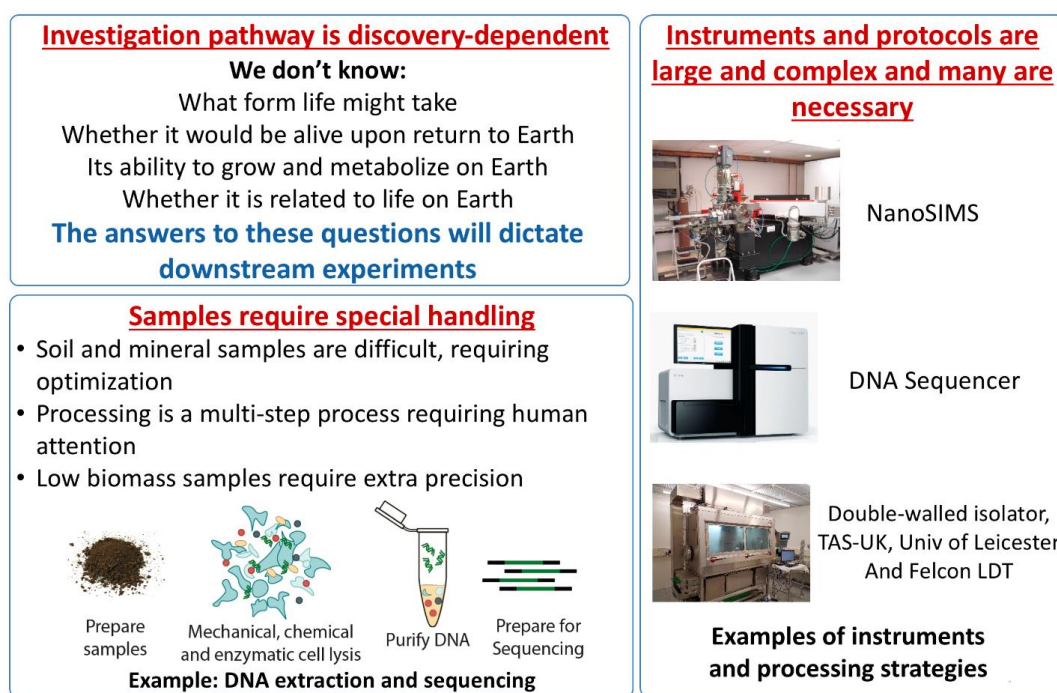 Investigation pathway is discovery-dependent
We don’t know:
What form life might take
Whether it would be alive upon return to Earth
Its ability to grow and metabolize on Earth
Whether it is related to life on Earth
The answers to these questions will dictate
downstream experiments
Samples require special handling
• Soil and mineral samples are difficult, requiring
optimization
• Processing is a multi-step process requiring human
attention
• Low biomass samples require extra precision
Prepare
samples
Mechanical, chemical
and enzymatic cell lysis
Purify DNA
Prepare for
Sequencing
Example: DNA extraction and sequencing
Instruments and protocols are
large and complex and many are
necessary
NanoSIMS
DNA Sequencer
Double-walled isolator,
TAS-UK, Univ of Leicester
And Felcon LDT
Examples of instruments
and processing strategies